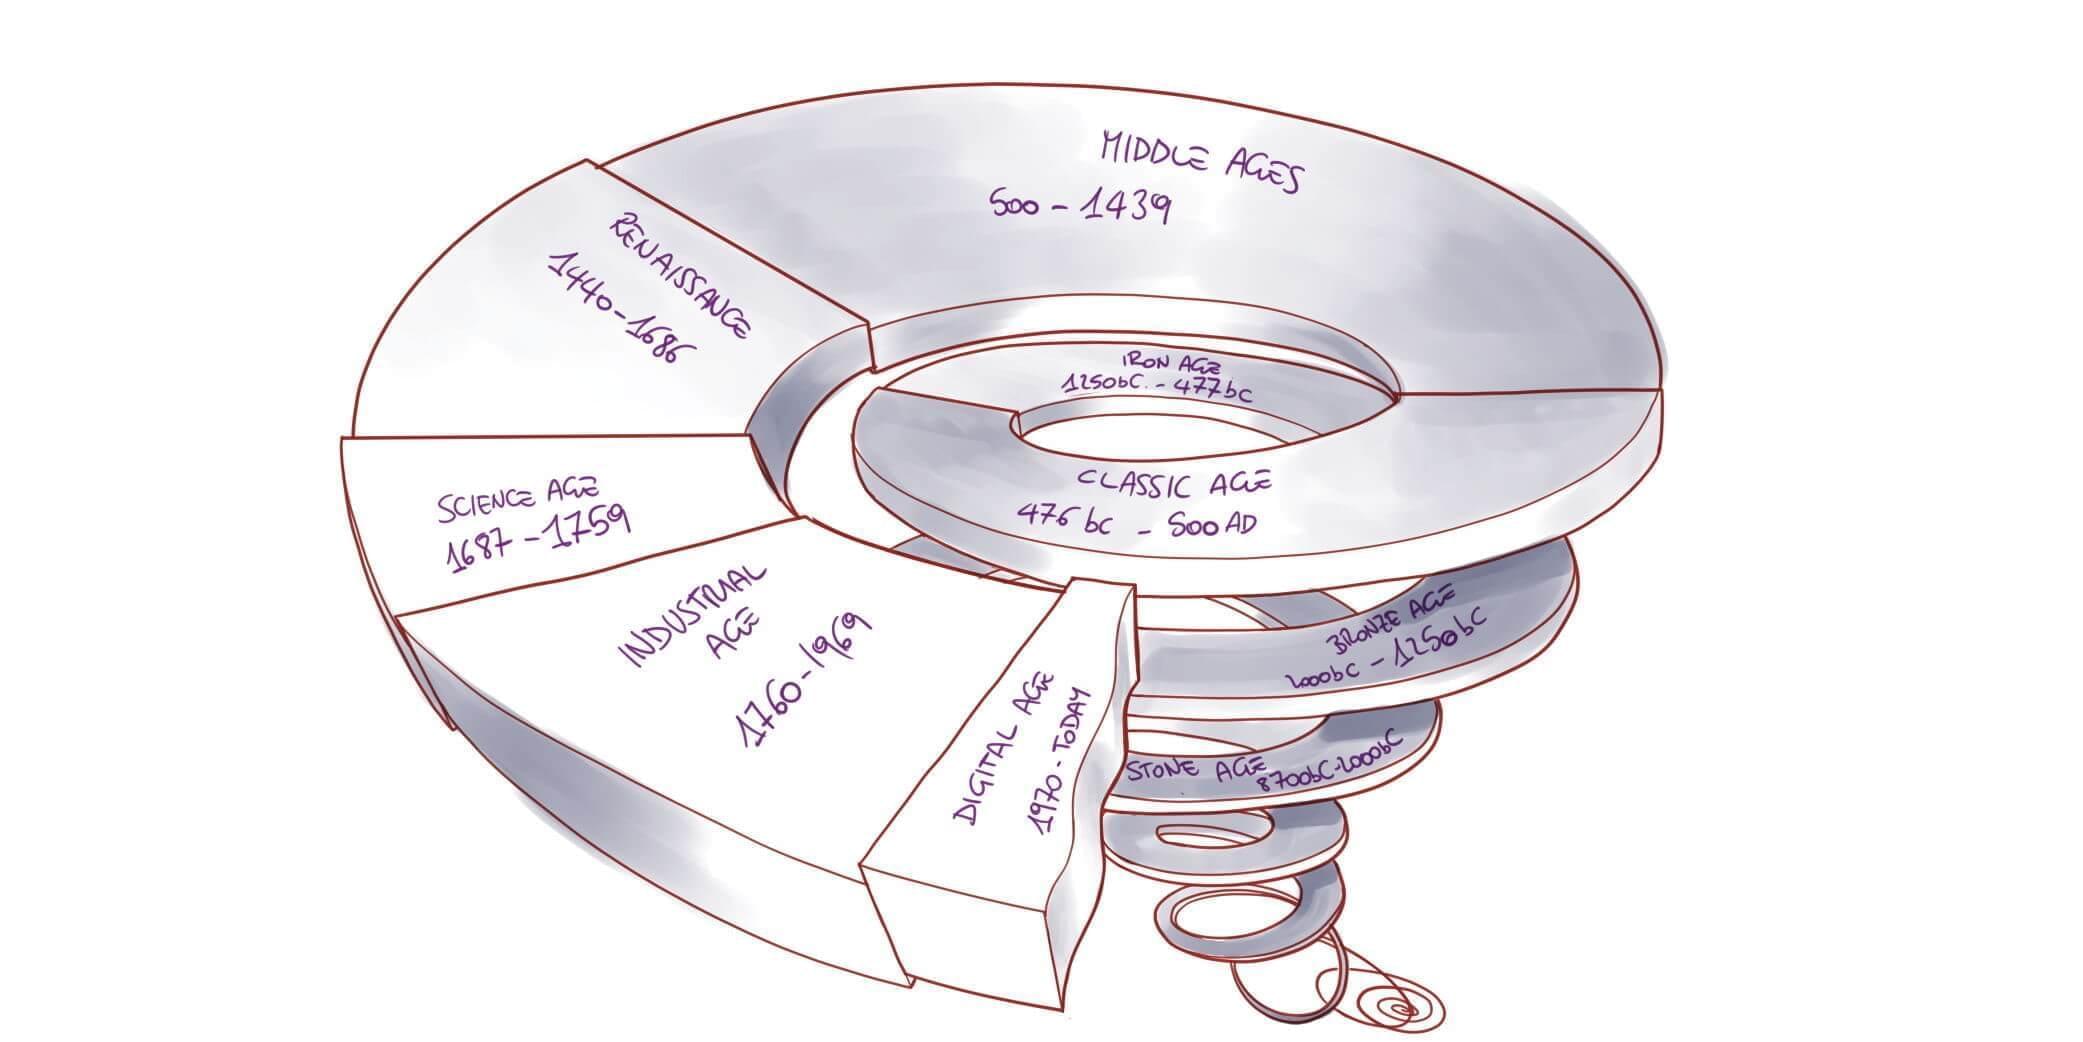 MIDDLE AGES
500 - 1439
RENAISSANCE
1440-1686
IRON AGE
1250bC. - 477bC
CLASSIC AGE
476 bC - 500 AD
SCIENCE AGE
1687-1759
INDUSTRIAL
AGE
1760-1969
DIGITAL AGE
1970-TODAY
BRONZE AGE
2000bC - 1250bC
STONE AGE 8700bC-2000bC